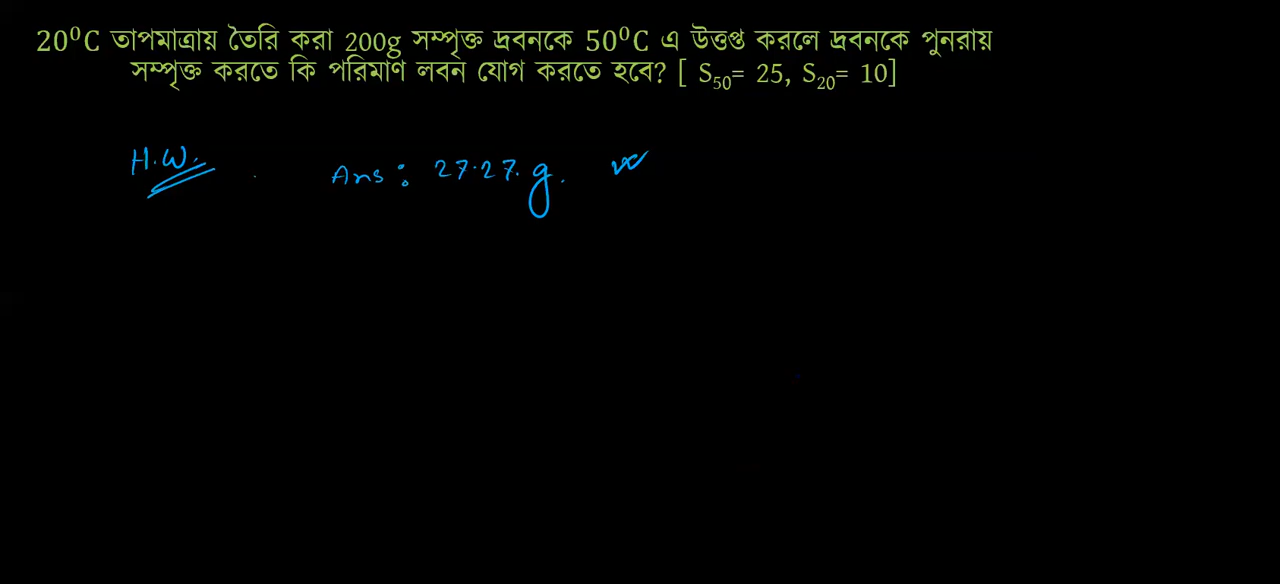 20⁰C তাপমাত্রায় তৈরি করা 200g সম্পৃক্ত দ্রবনকে 50⁰C এ উত্তপ্ত করলে দ্রবনকে পুনরায়
সম্পৃক্ত করতে কি পরিমাণ লবন যোগ করতে হবে? [ S₅₀= 25, S₂₀= 10]
H.W. Ans: 27.27. g.